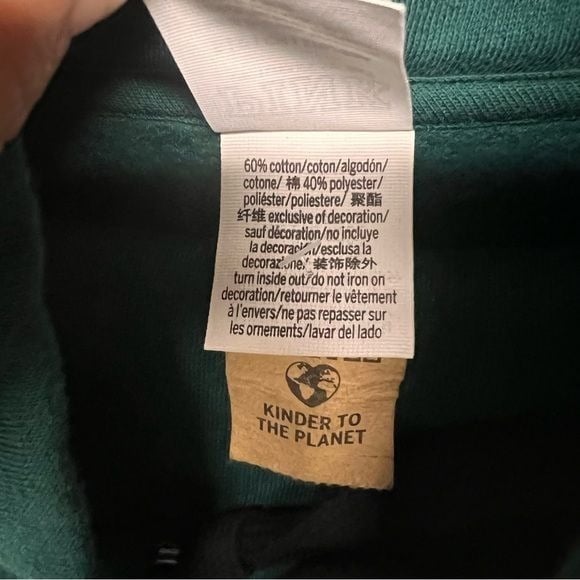 60% cotton/coton/algodón/
cotone/ 棉 40% polyester/
poliéster/poliestere/ 聚酯
纤维 exclusive of decoration/
sauf décoration/no incluye
la decoración/esclusa la
decorazione/ 装饰除外
turn inside out/do not iron on
decoration/retourner le vêtement
à l'envers/ne pas repasser sur
les ornements/lavar del lado
KINDER TO
THE PLANET